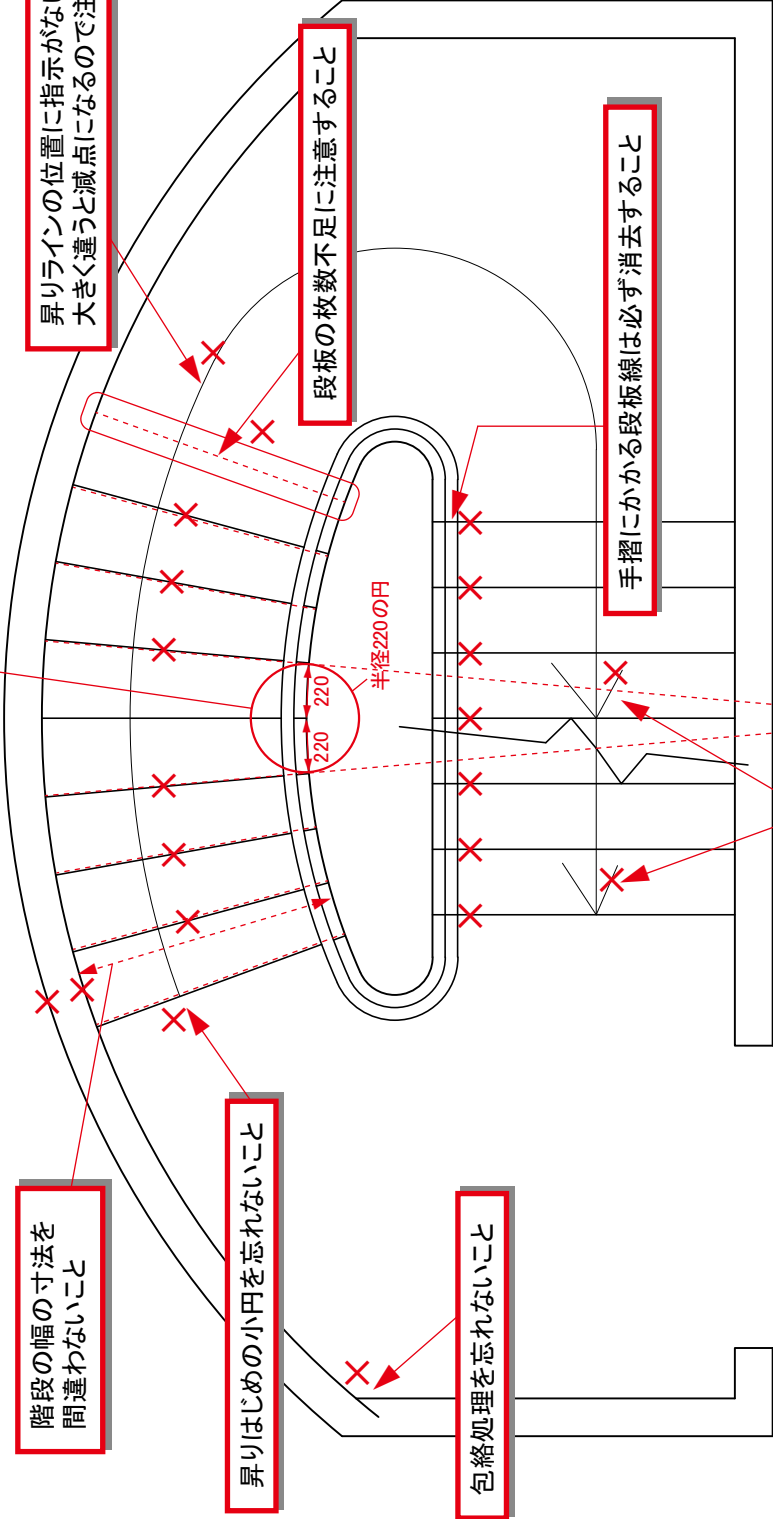 昇りラインの位置に指示がない
大きく違うと減点になるので注
段板の枚数不足に注意すること
手摺にかかる段板線は必ず消去すること
半径220の円
220
220
階段の幅の寸法を
間違わないこと
昇りはじめの小円を忘れないこと
包絡処理を忘れないこと